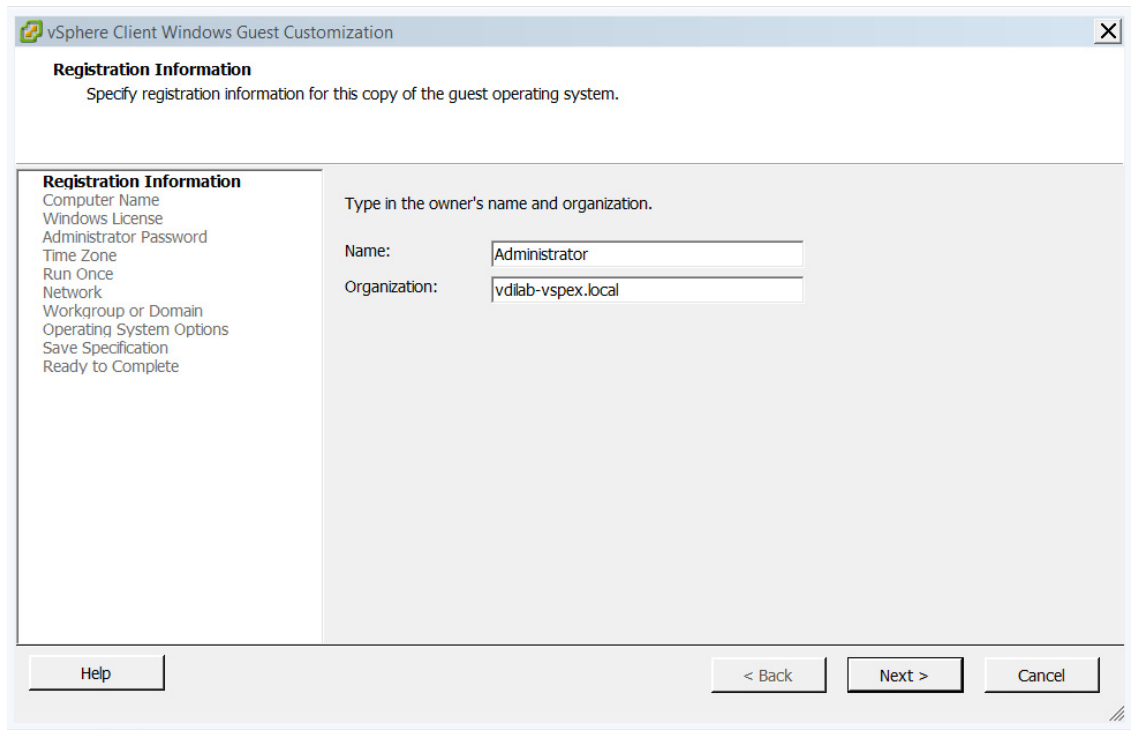 vSphere Client Windows Guest Customization
Registration Information
Specify registration information for this copy of the guest operating system.
Registration Information
Computer Name
Windows License
Administrator Password
Time Zone
Run Once
Network
Workgroup or Domain
Operating System Options
Save Specification
Ready to Complete
Type in the owner's name and organization.
Name: Administrator
Organization: vdilab-vspex.local
Help < Back Next > Cancel